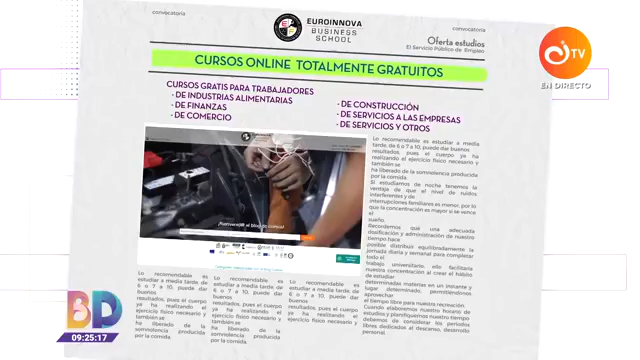 convocatoria
EUROINNOVA
BUSINESS
SCHOOL
convocatoria
Oferta estudios
El Servicio Público de Empleo
CURSOS ONLINE TOTALMENTE GRATUITOS
CURSOS GRATIS PARA TRABAJADORES
- DE INDUSTRIAS ALIMENTARIAS
- DE FINANZAS
- DE COMERCIO
- DE CONSTRUCCIÓN
- DE SERVICIOS A LAS EMPRESAS
- DE SERVICIOS Y OTROS
¡Bienvenid@ al blog de cursos!
Lo recomendable es estudiar a media
tarde, de 6 o 7 a 10, puede dar buenos
resultados, pues el cuerpo ya ha
realizando el ejercicio físico necesario y
también se
ha liberado de la somnolencia producida
por la comida.
Si estudiamos de noche tenemos la
ventaja de que el nivel de ruidos
interferentes y de
interrupciones familiares es menor, por lo
que la concentración es mayor si se vence
el
sueño.
Recordemos que una adecuada
dosificación y administración de nuestro
tiempo hace
posible distribuir equilibradamente la
jornada diaria y semanal para completar
todo el
trabajo universitario, ello facilitaría
nuestra concentración al crear el hábito
de estudiar
determinadas materias en un instante y
lugar determinado, permitiéndonos
aprovechar
el tiempo libre para nuestra recreación.
Cuando elaboremos nuestro horario de
estudios y planifiquemos nuestro tiempo
debemos de considerar los periodos
libres dedicados al descanso, desarrollo
personal.
Lo recomendable es
estudiar a media tarde, de
6 o 7 a 10, puede dar
buenos
resultados, pues el cuerpo
ya ha realizando el
ejercicio físico necesario y
también se
ha liberado de la
somnolencia producida
por la comida.
Lo recomendable es
estudiar a media tarde, de
6 o 7 a 10, puede dar
buenos
resultados, pues el cuerpo
ya ha realizando el
ejercicio físico necesario y
también se
ha liberado de la
somnolencia producida
por la comida.
Lo recomendable es
estudiar a media tarde, de
6 o 7 a 10, puede dar
buenos
resultados, pues el cuerpo
ya ha realizando el
ejercicio físico necesario y
TV
EN DIRECTO
BD
09:25:17